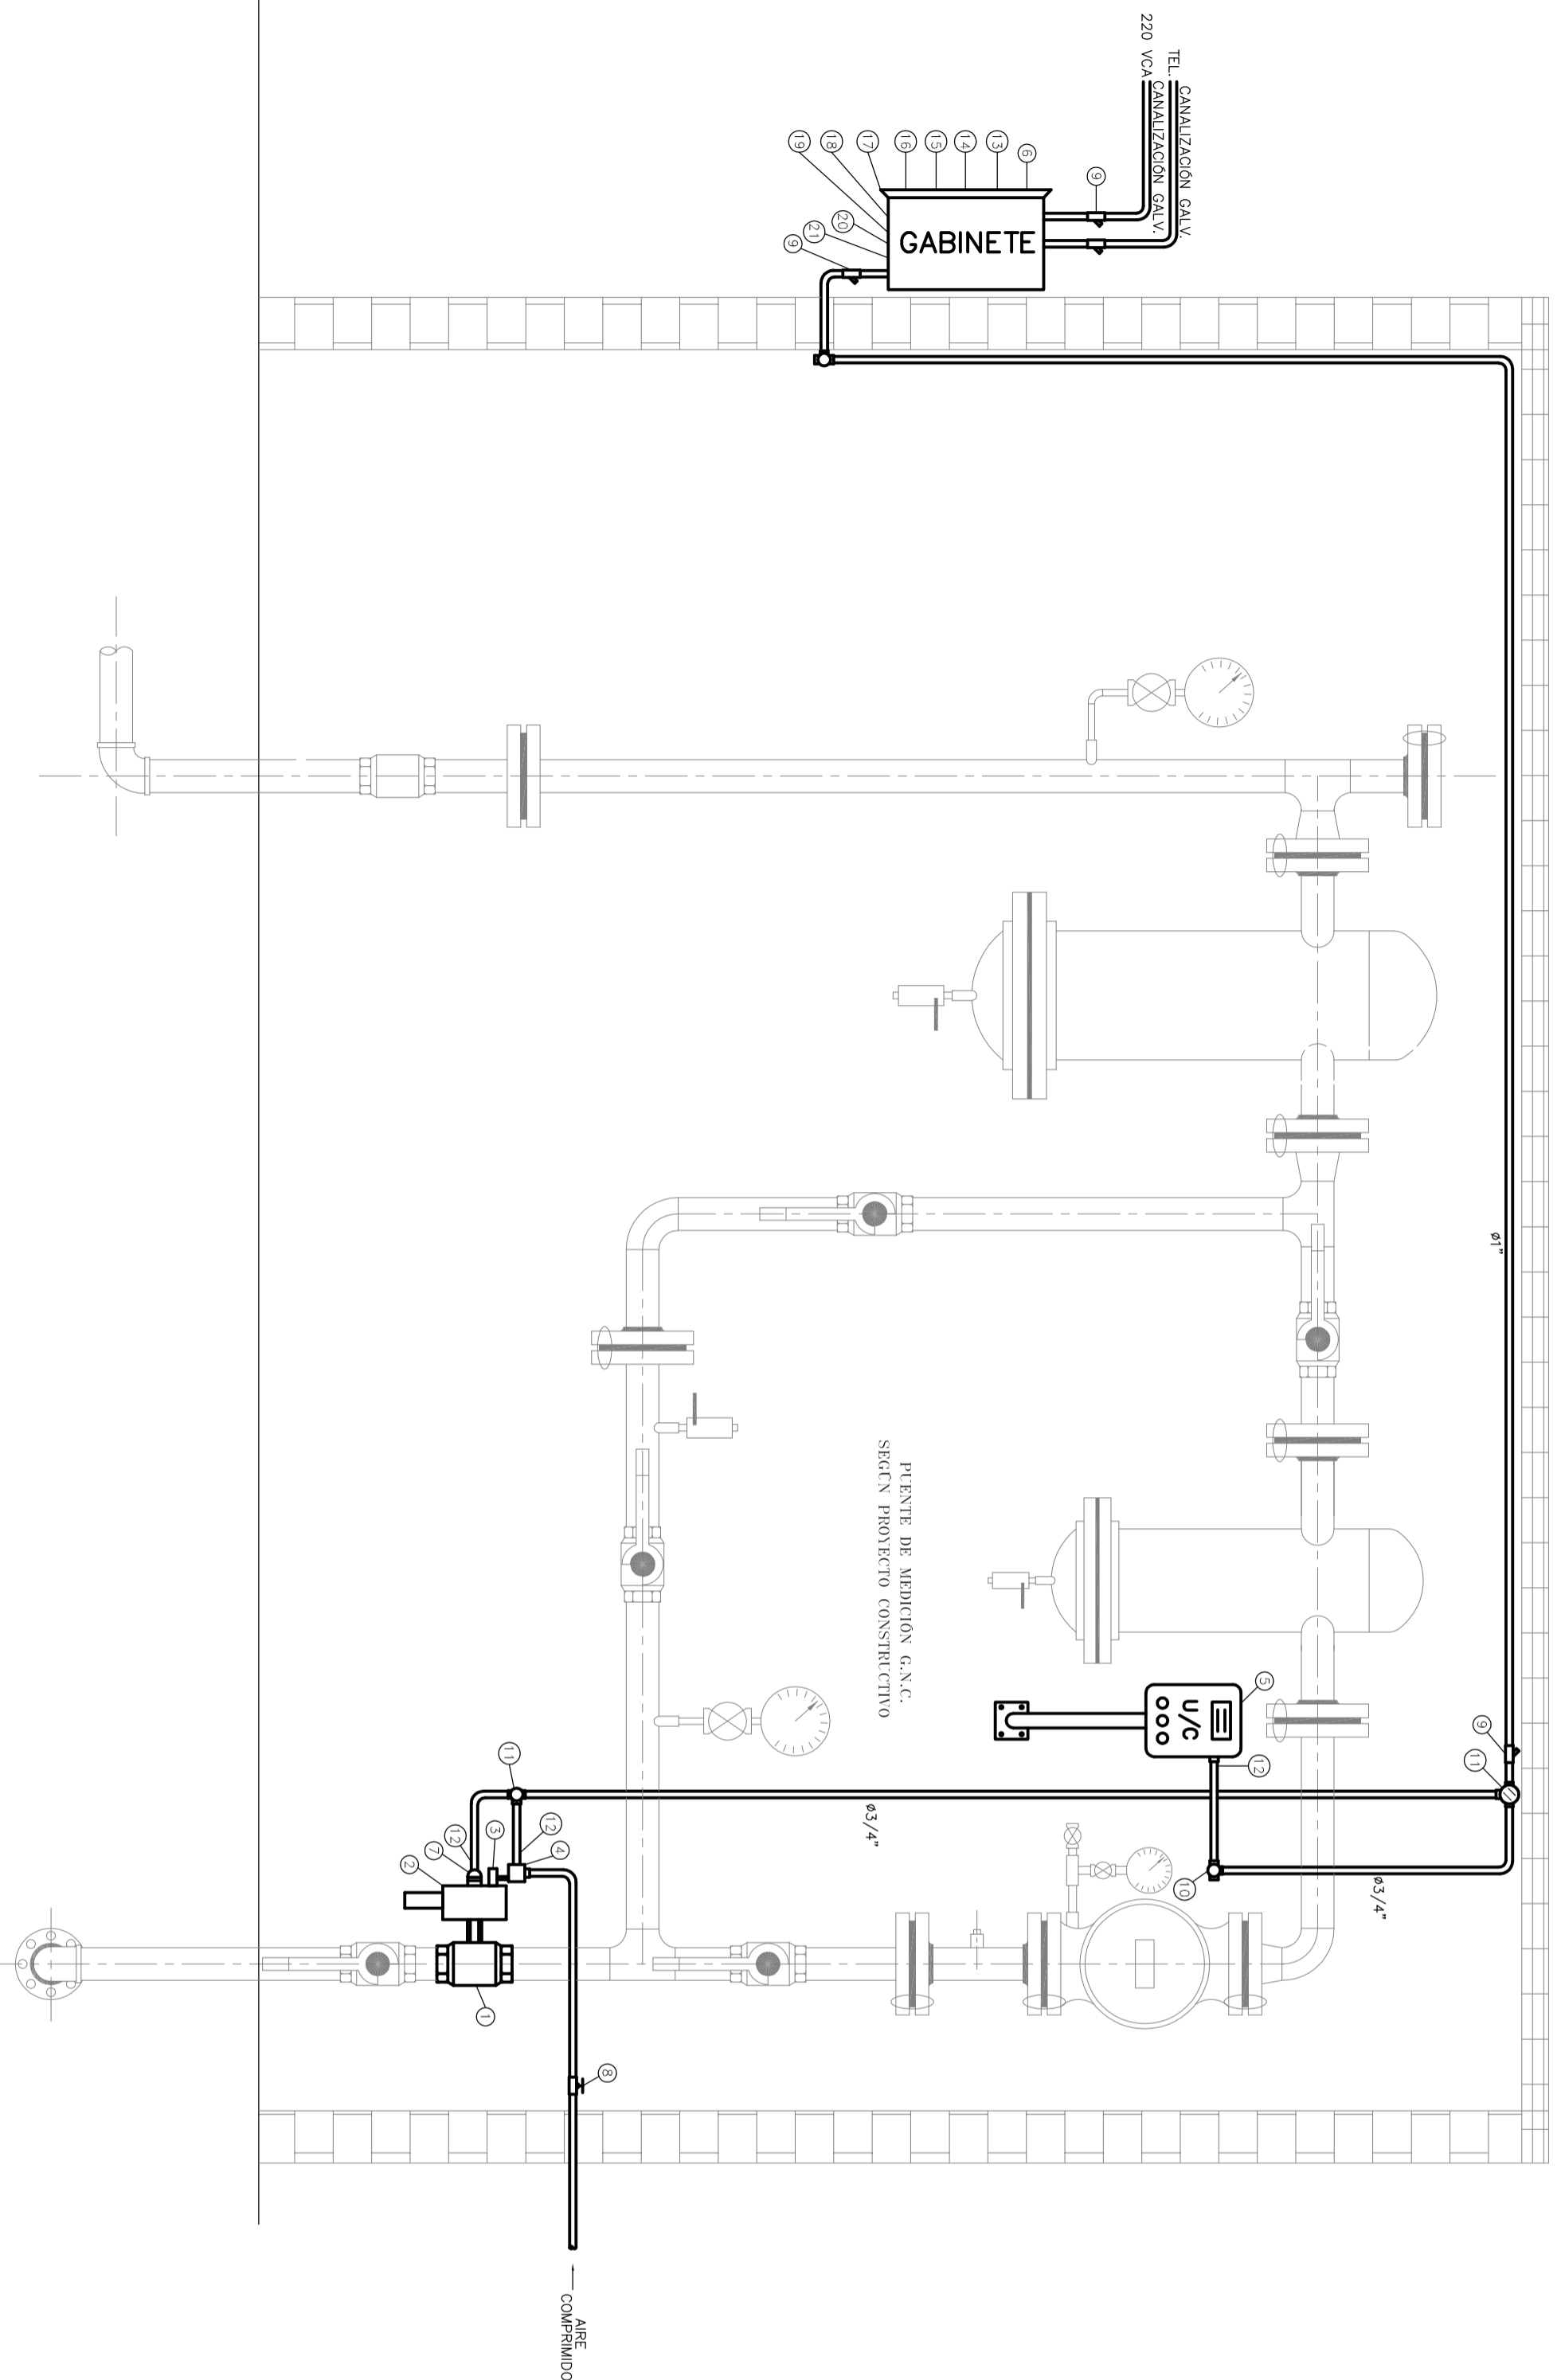 ø1"
9
11
ø3/4"
5
12
U/C
10
TEL. CANALIZACIÓN GALV.
220 VCA CANALIZACIÓN GALV.
9
6
13
14
15
16
17
18
19
GABINETE
20
21
9
PUENTE DE MEDICIÓN G.N.C.
SEGÚN PROYECTO CONSTRUCTIVO
ø3/4"
8
AIRE
COMPRIMIDO
4
12
11
3
1
12
7
2